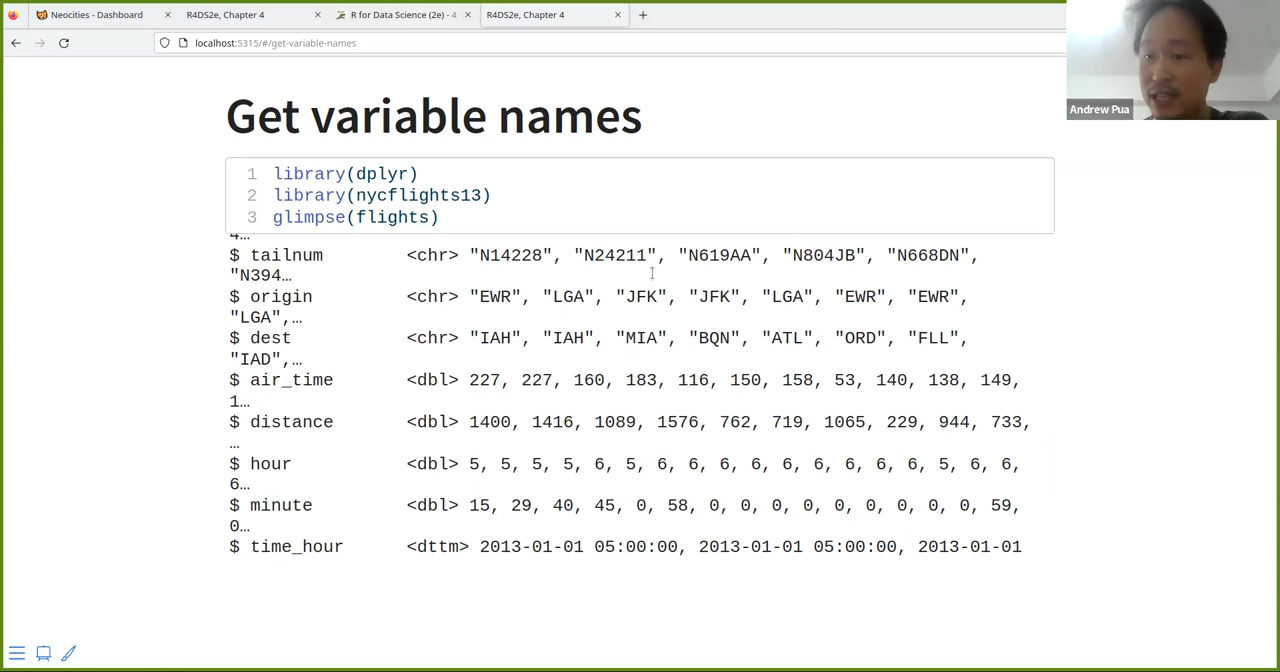 Neocities - Dashboard
R4DS2e, Chapter 4
R for Data Science (2e) - 4
R4DS2e, Chapter 4
localhost:5315/#/get-variable-names
Andrew Pua
Get variable names
1 library(dplyr)
2 library(nycflights13)
3 glimpse(flights)
4…
$ tailnum <chr> "N14228", "N24211", "N619AA", "N804JB", "N668DN",
"N394…
$ origin <chr> "EWR", "LGA", "JFK", "JFK", "LGA", "EWR", "EWR",
"LGA",…
$ dest <chr> "IAH", "IAH", "MIA", "BQN", "ATL", "ORD", "FLL",
"IAD",…
$ air_time <dbl> 227, 227, 160, 183, 116, 150, 158, 53, 140, 138, 149,
1…
$ distance <dbl> 1400, 1416, 1089, 1576, 762, 719, 1065, 229, 944, 733,
…
$ hour <dbl> 5, 5, 5, 5, 6, 5, 6, 6, 6, 6, 6, 6, 6, 6, 6, 5, 6, 6,
6…
$ minute <dbl> 15, 29, 40, 45, 0, 58, 0, 0, 0, 0, 0, 0, 0, 0, 0, 59,
0…
$ time_hour <dttm> 2013-01-01 05:00:00, 2013-01-01 05:00:00, 2013-01-01